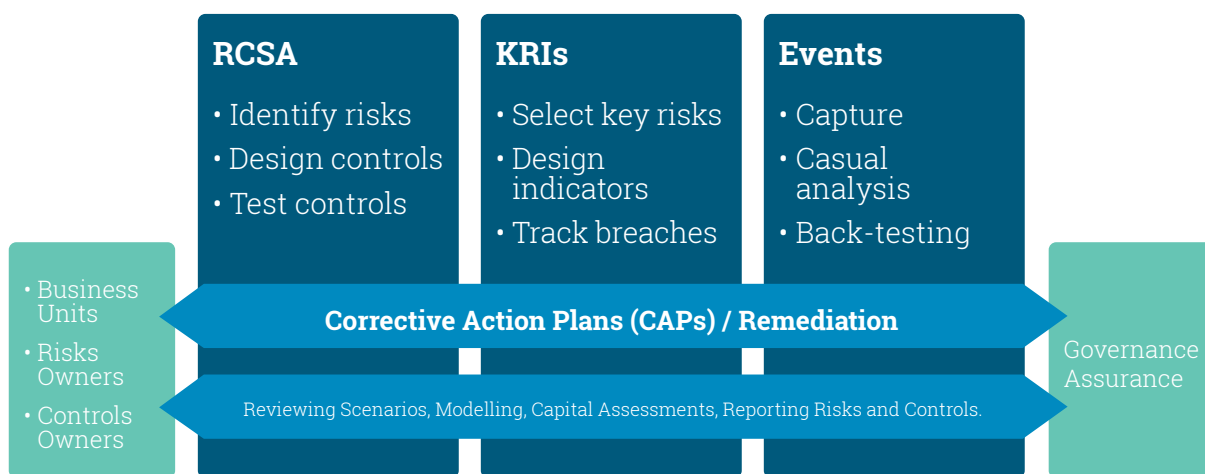 RCSA
• Identify risks
• Design controls
• Test controls
KRIs
• Select key risks
• Design
indicators
• Track breaches
Events
• Capture
• Casual
analysis
• Back-testing
• Business
Units
• Risks
Owners
• Controls
Owners
Corrective Action Plans (CAPs) / Remediation
Reviewing Scenarios, Modelling, Capital Assessments, Reporting Risks and Controls.
Governance
Assurance